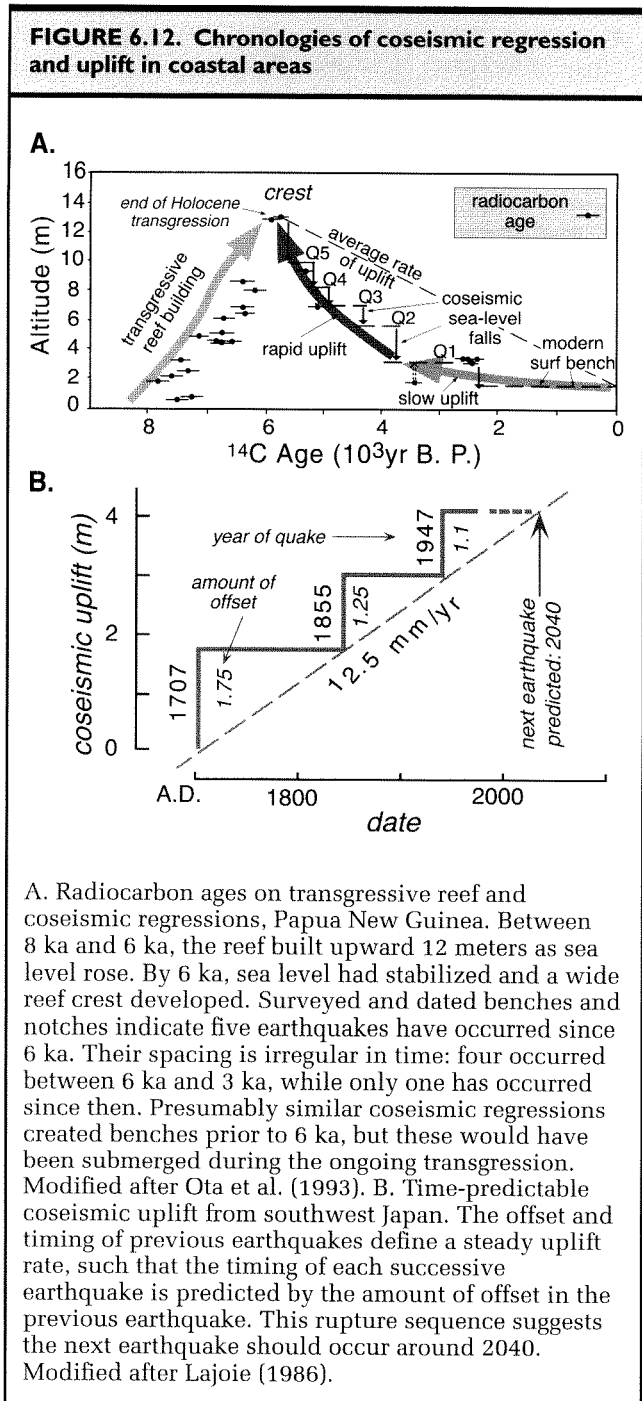 FIGURE 6.12. Chronologies of coseismic regression
and uplift in coastal areas
A.
Altitude (m)
16
14
12
10
8
6
4
2
0
end of Holocene
transgression
crest
radiocarbon
age
transgressive
reef building
average rate
of uplift
Q5
Q4
Q3
Q2
Q1
coseismic
sea-level
falls
rapid uplift
slow uplift
modern
surf bench
8
6
4
2
0
¹⁴C Age (10³yr B. P.)
B.
coseismic uplift (m)
4
2
0
year of quake
amount of
offset
1707
1.75
1855
1.25
1947
1.1
12.5 mm/yr
next earthquake
predicted: 2040
A.D.
1800
2000
date
A. Radiocarbon ages on transgressive reef and
coseismic regressions, Papua New Guinea. Between
8 ka and 6 ka, the reef built upward 12 meters as sea
level rose. By 6 ka, sea level had stabilized and a wide
reef crest developed. Surveyed and dated benches and
notches indicate five earthquakes have occurred since
6 ka. Their spacing is irregular in time: four occurred
between 6 ka and 3 ka, while only one has occurred
since then. Presumably similar coseismic regressions
created benches prior to 6 ka, but these would have
been submerged during the ongoing transgression.
Modified after Ota et al. (1993). B. Time-predictable
coseismic uplift from southwest Japan. The offset and
timing of previous earthquakes define a steady uplift
rate, such that the timing of each successive
earthquake is predicted by the amount of offset in the
previous earthquake. This rupture sequence suggests
the next earthquake should occur around 2040.
Modified after Lajoie (1986).